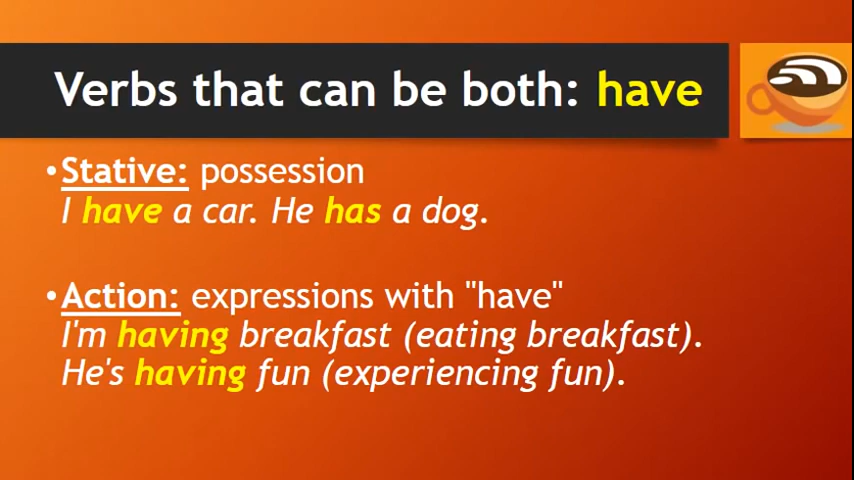 Verbs that can be both: have
•Stative: possession
I have a car. He has a dog.
•Action: expressions with "have"
I'm having breakfast (eating breakfast).
He's having fun (experiencing fun).